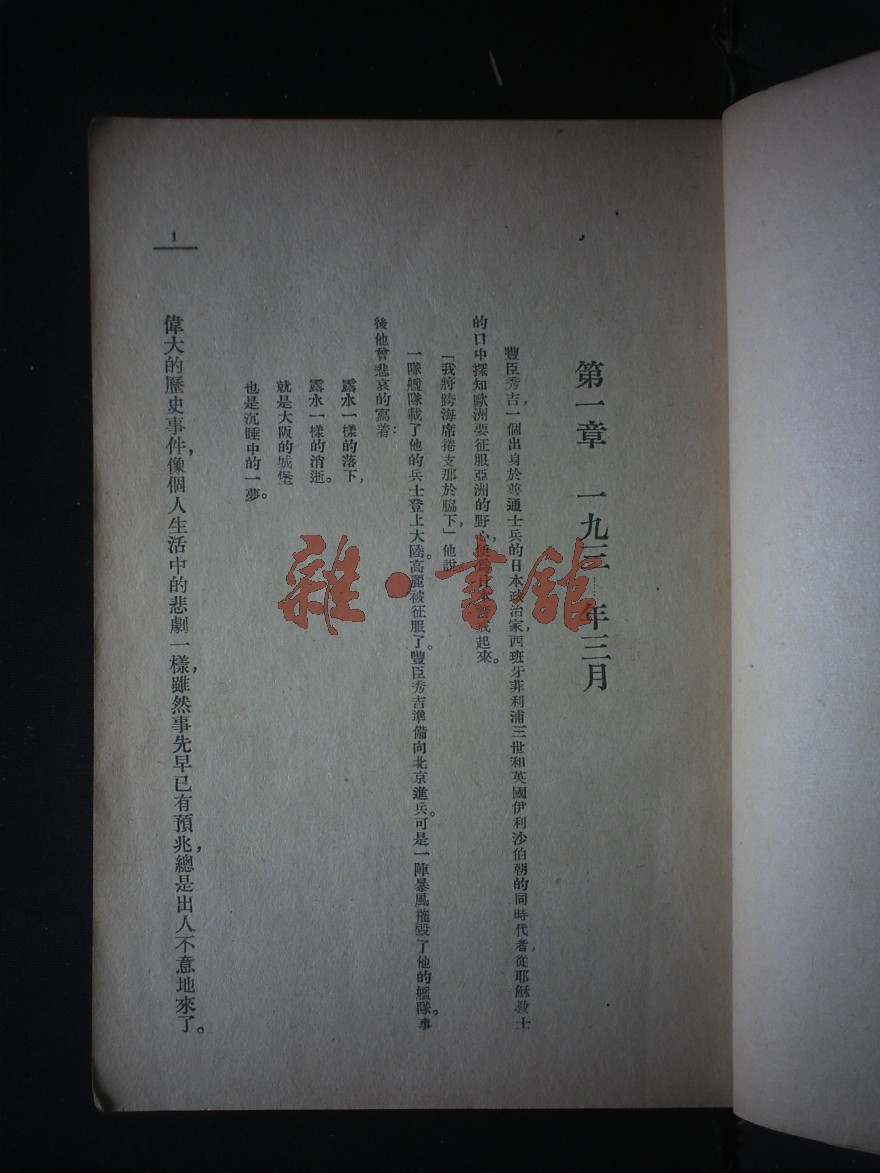 第一章　一九三　年三月
豐臣秀吉，一個出身於普通士兵的日本政治家，西班牙菲利浦三世和英國伊利沙伯朝的同時代者，從耶穌教士
的口中探知歐洲要征服亞洲的野心，便爲日本警戒起來。
「我將跨海席捲支那於脇下，」他說。
一隊艦隊載了他的兵士登上大陸。高麗被征服了。豐臣秀吉準備向北京進兵。可是一陣暴風摧毀了他的艦隊。事
後他曾悲哀的寫着：
露水一樣的落下，
露水一樣的消逝。
就是大阪的城堡
也是沉睡中的一夢。
偉大的歷史事件，像個人生活中的悲劇一樣，雖然事先早已有預兆，總是出人不意地來了。
1
雜·書館